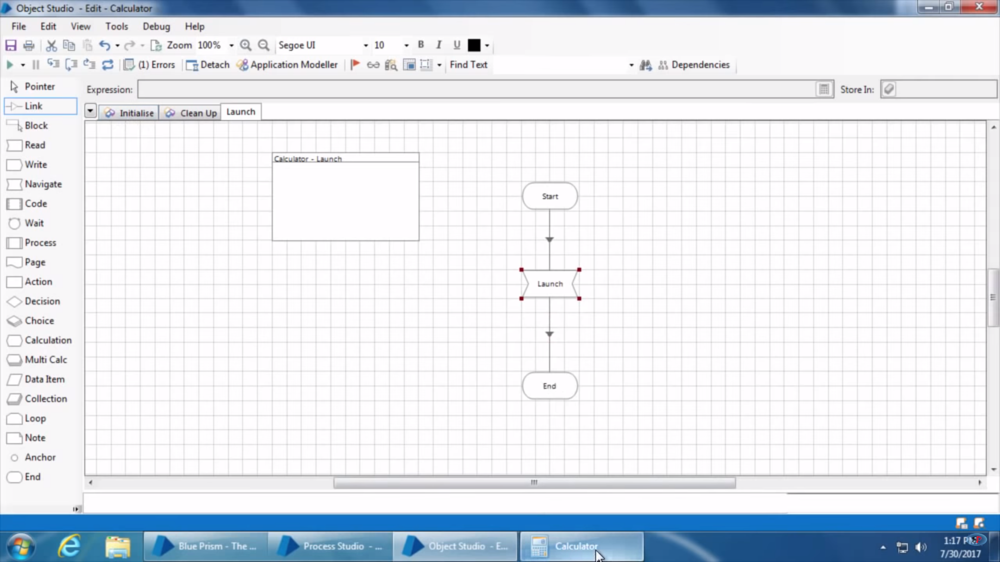 Object Studio - Edit - Calculator
File Edit View Tools Debug Help
Zoom 100% Segoe UI 10 B I U
(1) Errors Detach Application Modeller Find Text Dependencies
Expression: Store In:
Pointer
Link
Block
Read
Write
Navigate
Code
Wait
Process
Page
Action
Decision
Choice
Calculation
Multi Calc
Data Item
Collection
Loop
Note
Anchor
End
Initialise Clean Up Launch
Calculator - Launch
Start
Launch
End
Blue Prism - The ... Process Studio - ... Object Studio - E... Calculator
1:17 PM
7/30/2017